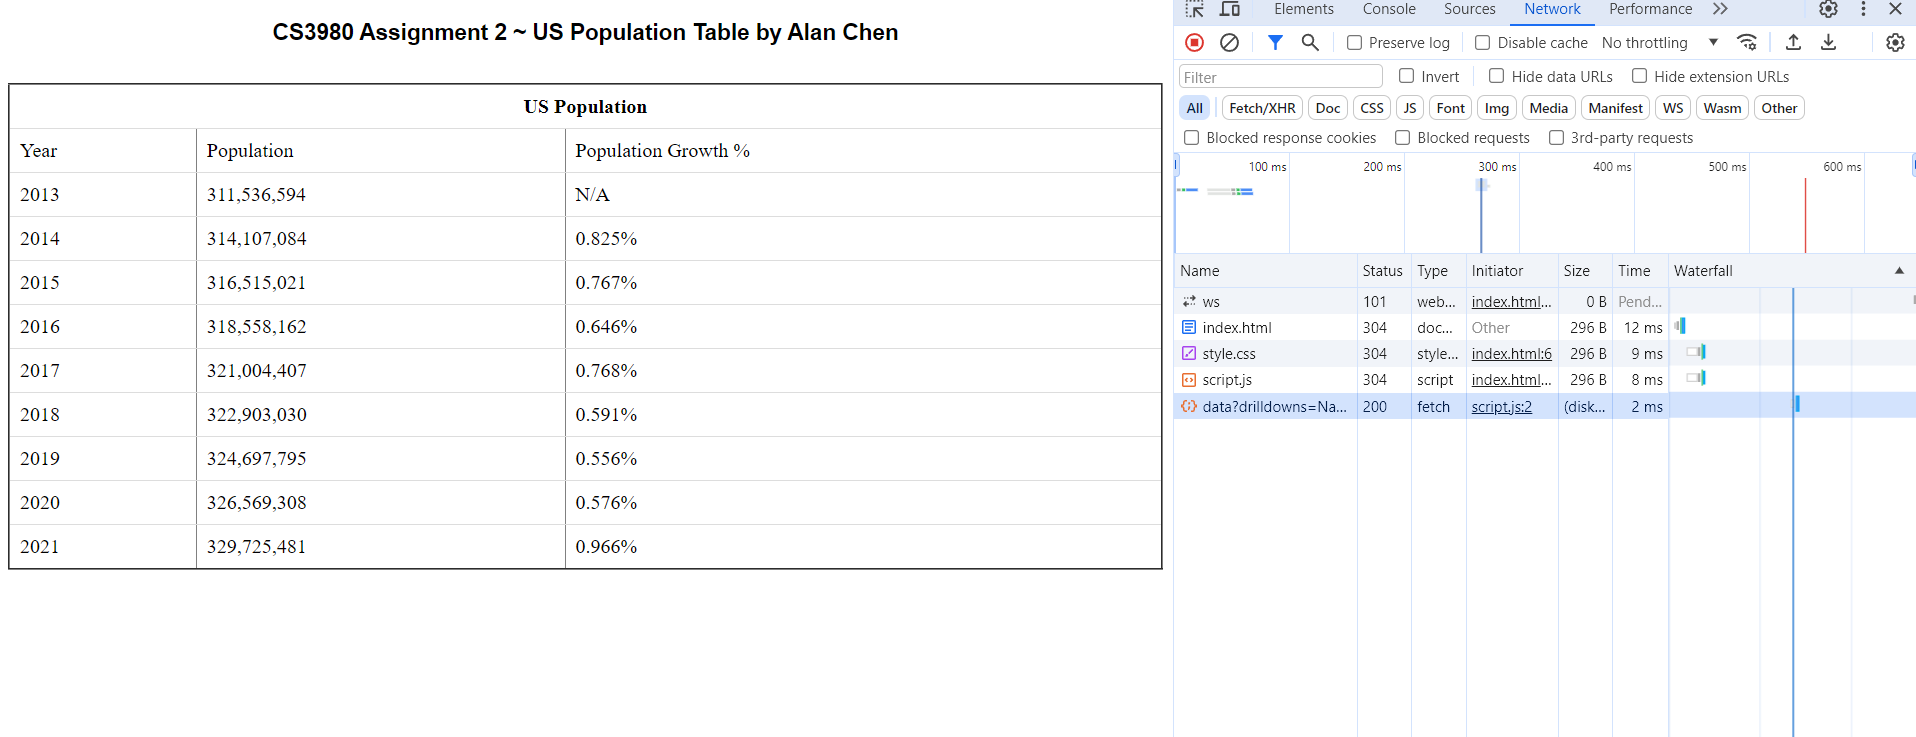 CS3980 Assignment 2 ~ US Population Table by Alan Chen
US Population
Year Population Population Growth %
2013 311,536,594 N/A
2014 314,107,084 0.825%
2015 316,515,021 0.767%
2016 318,558,162 0.646%
2017 321,004,407 0.768%
2018 322,903,030 0.591%
2019 324,697,795 0.556%
2020 326,569,308 0.576%
2021 329,725,481 0.966%
Elements Console Sources Network Performance
Preserve log Disable cache No throttling
Filter Invert Hide data URLs Hide extension URLs
All Fetch/XHR Doc CSS JS Font Img Media Manifest WS Wasm Other
Blocked response cookies Blocked requests 3rd-party requests
100 ms 200 ms 300 ms 400 ms 500 ms 600 ms
Name Status Type Initiator Size Time Waterfall
ws 101 web... index.html... 0 B Pend...
index.html 304 doc... Other 296 B 12 ms
style.css 304 style... index.html:6 296 B 9 ms
script.js 304 script index.html... 296 B 8 ms
data?drilldowns=Na... 200 fetch script.js:2 (disk... 2 ms